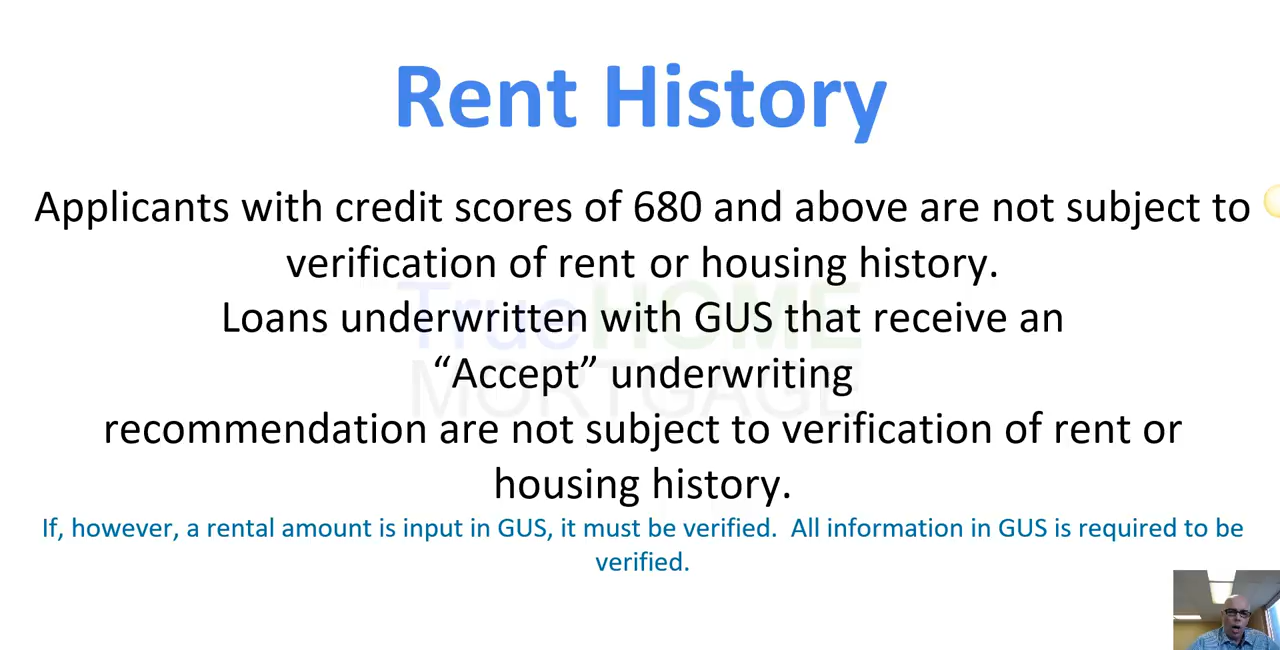 Rent History
Applicants with credit scores of 680 and above are not subject to
verification of rent or housing history.
Loans underwritten with GUS that receive an
“Accept” underwriting
recommendation are not subject to verification of rent or
housing history.
If, however, a rental amount is input in GUS, it must be verified.  All information in GUS is required to be
verified.
TrueHOME
MORTGAGE